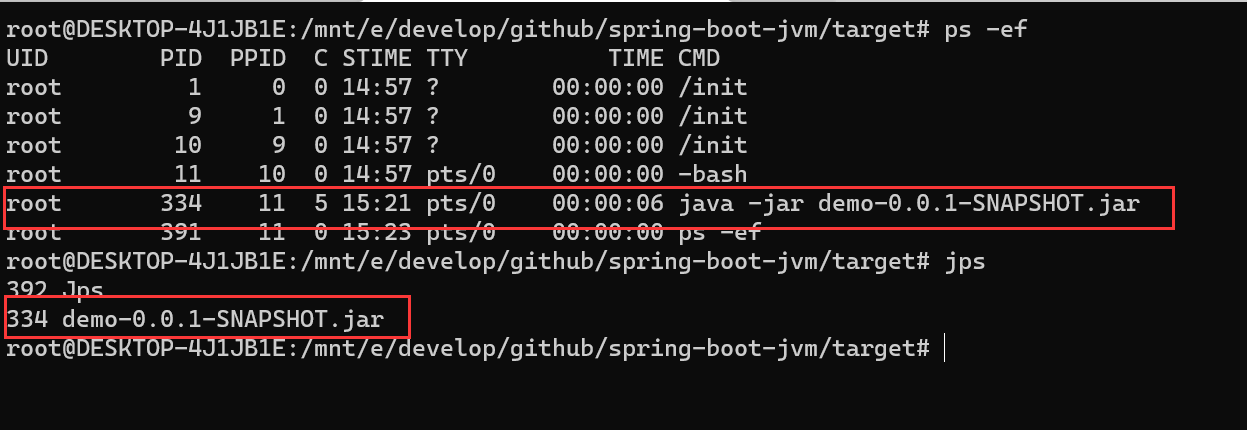 root@DESKTOP-4J1JB1E:/mnt/e/develop/github/spring-boot-jvm/target# ps -ef
UID        PID  PPID  C STIME TTY          TIME CMD
root         1     0  0 14:57 ?        00:00:00 /init
root         9     1  0 14:57 ?        00:00:00 /init
root        10     9  0 14:57 ?        00:00:00 /init
root        11    10  0 14:57 pts/0    00:00:00 -bash
root       334    11  5 15:21 pts/0    00:00:06 java -jar demo-0.0.1-SNAPSHOT.jar
root       391    11  0 15:23 pts/0    00:00:00 ps -ef
root@DESKTOP-4J1JB1E:/mnt/e/develop/github/spring-boot-jvm/target# jps
392 Jps
334 demo-0.0.1-SNAPSHOT.jar
root@DESKTOP-4J1JB1E:/mnt/e/develop/github/spring-boot-jvm/target#